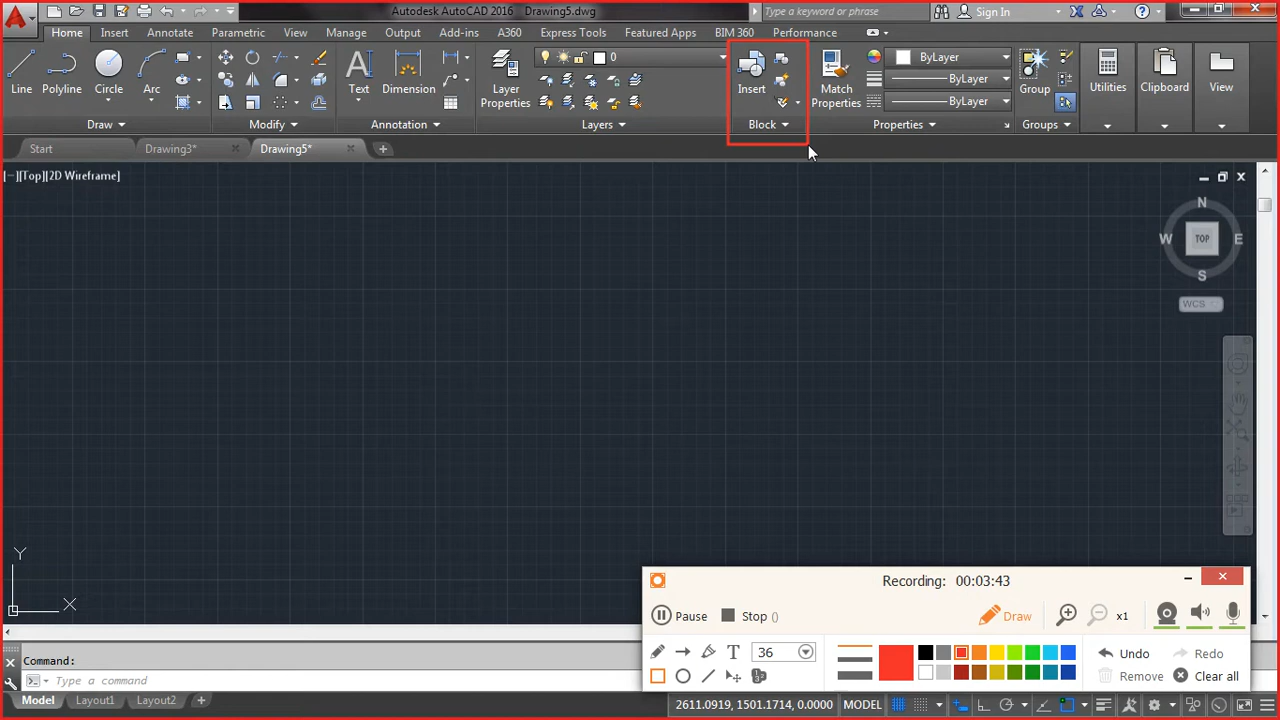 Autodesk AutoCAD 2016 Drawing5.dwg
Type a keyword or phrase
Sign In
Home Insert Annotate Parametric View Manage Output Add-ins A360 Express Tools Featured Apps BIM 360 Performance
0
ByLayer
Line Polyline Circle Arc Text Dimension Layer Properties Insert Match Properties Group Utilities Clipboard View
ByLayer
ByLayer
Draw Modify Annotation Layers Block Properties Groups
Start Drawing3* Drawing5*
[−][Top][2D Wireframe]
N
W TOP E
S
WCS
Y
X
Recording: 00:03:43
Pause Stop () Draw x1
36 Undo Redo
Remove Clear all
Command:
Type a command
Model Layout1 Layout2
2611.0919, 1501.1714, 0.0000 MODEL